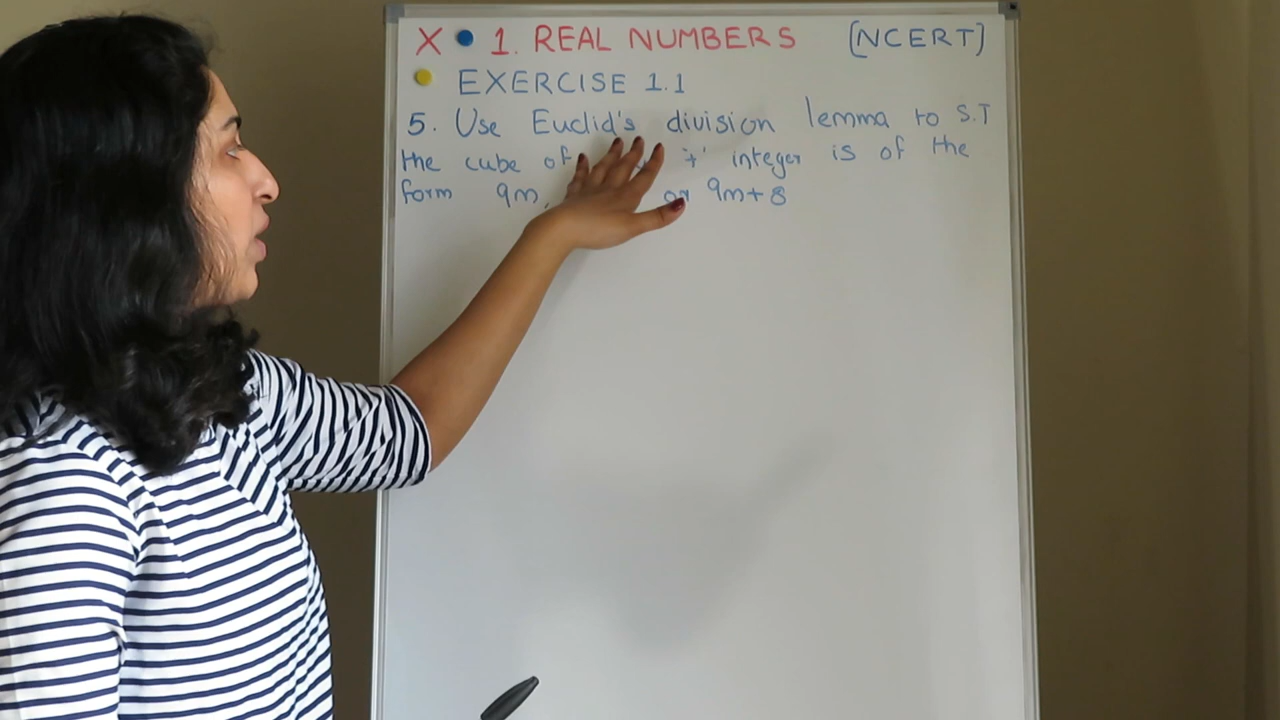 X 1. REAL NUMBERS [NCERT]
EXERCISE 1.1
5. Use Euclid's division lemma to S.T
the cube of '+' integer is of the
form 9m, or 9m+8